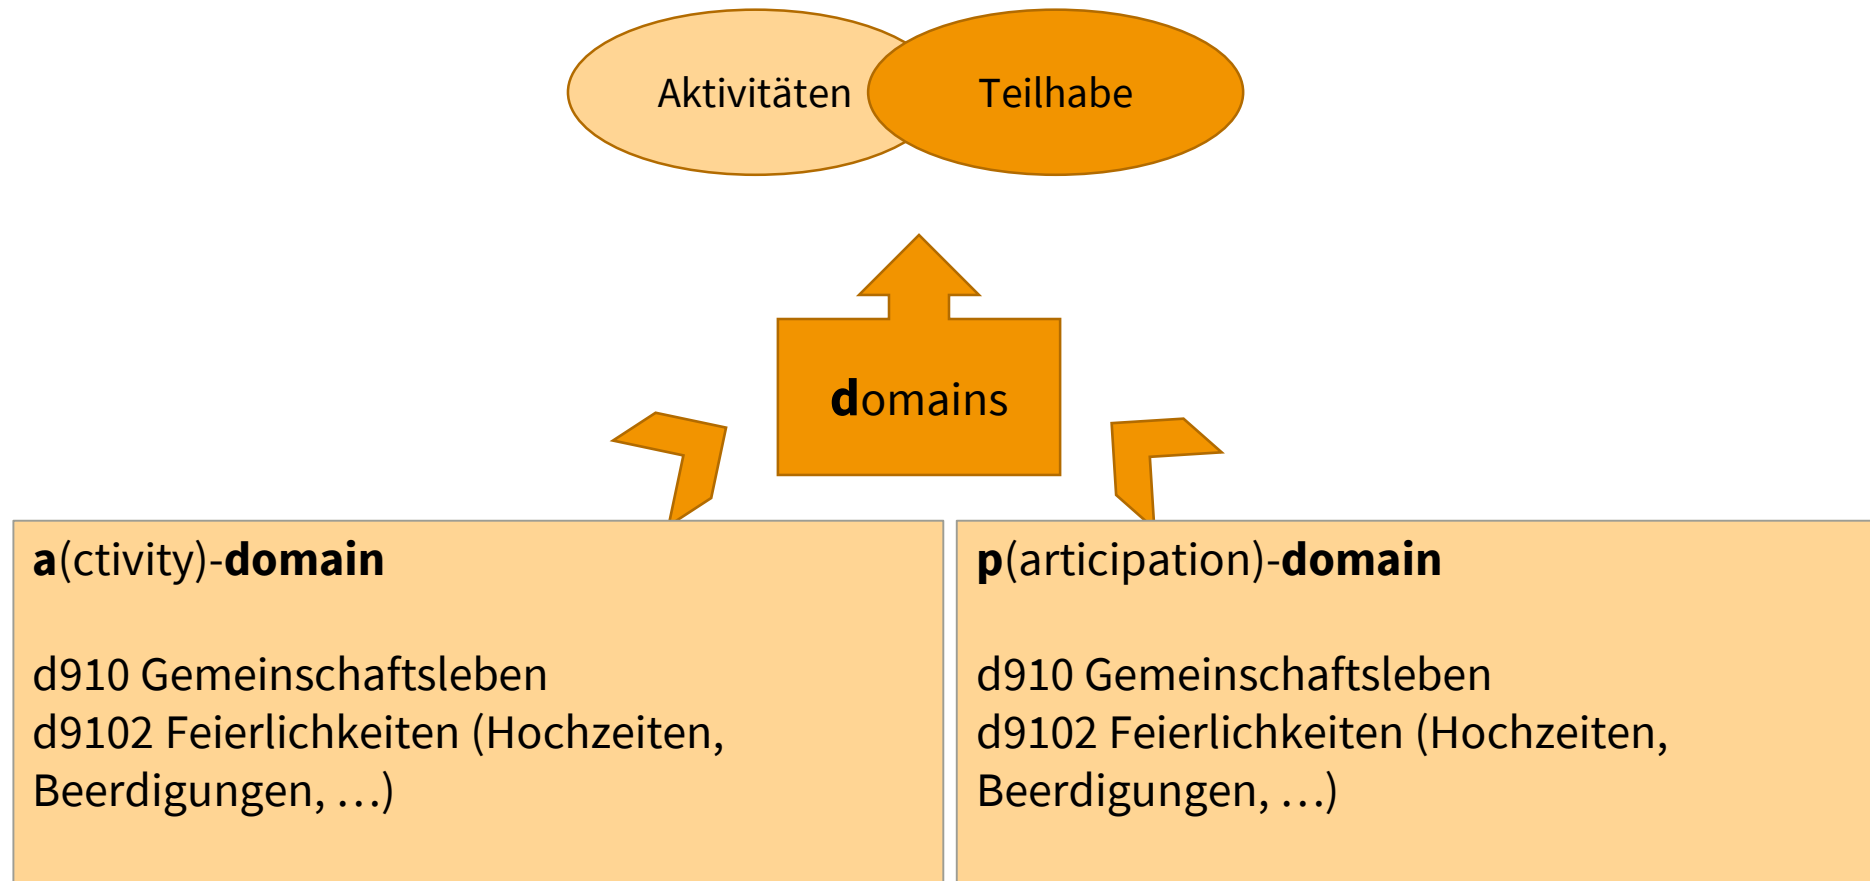 Aktivitäten
Teilhabe
domains
a(ctivity)-domain
d910 Gemeinschaftsleben
d9102 Feierlichkeiten (Hochzeiten,
Beerdigungen, …)
p(articipation)-domain
d910 Gemeinschaftsleben
d9102 Feierlichkeiten (Hochzeiten,
Beerdigungen, …)